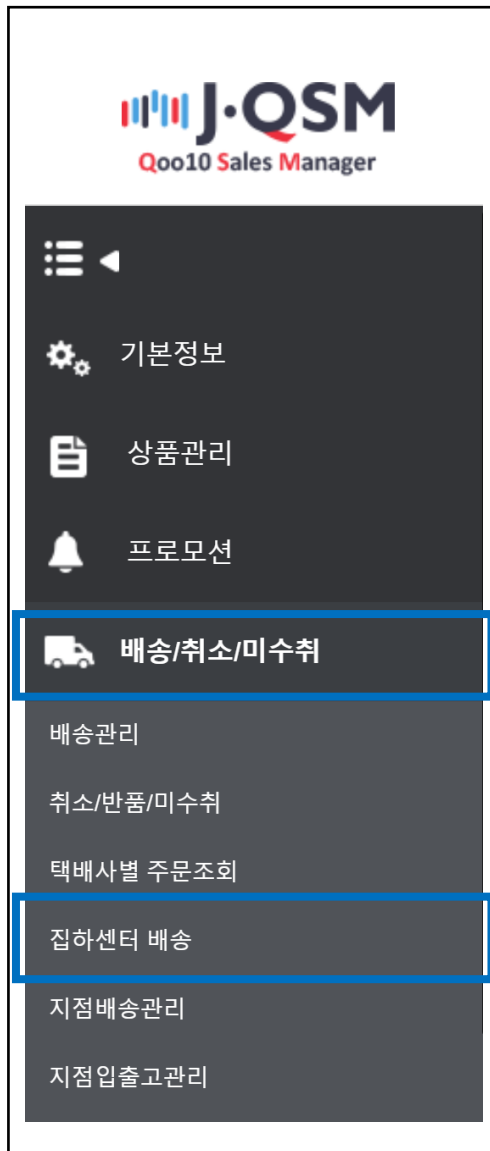 J·QSM
Qoo10 Sales Manager
기본정보
상품관리
프로모션
배송/취소/미수취
배송관리
취소/반품/미수취
택배사별 주문조회
집하센터 배송
지점배송관리
지점입출고관리